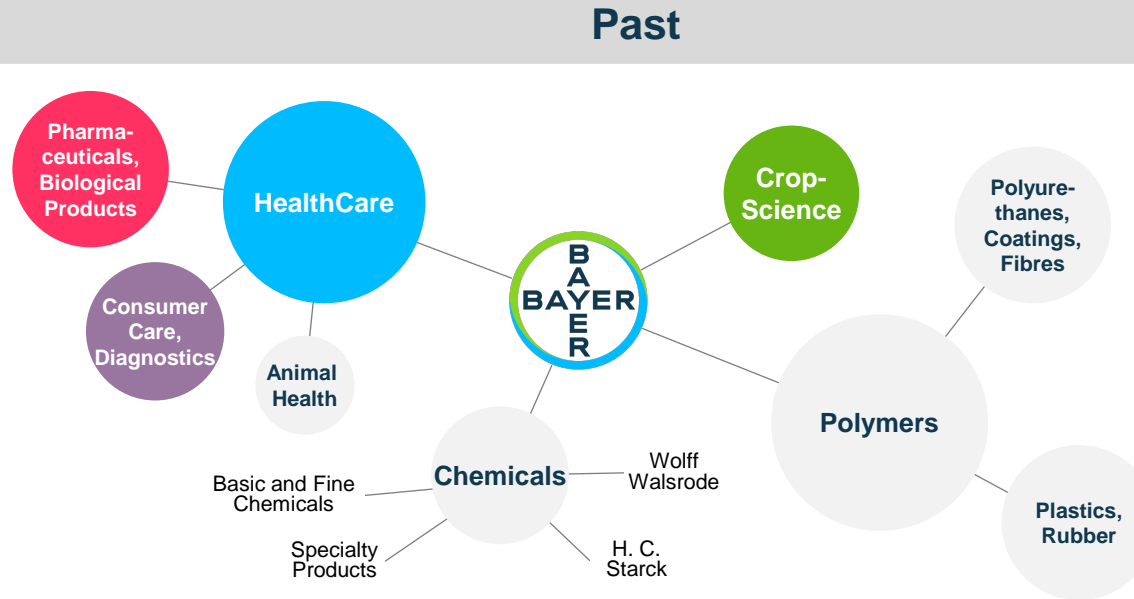 Past
Pharma-
ceuticals,
Biological
Products
HealthCare
Consumer
Care,
Diagnostics
Animal
Health
BAYER
BAYER
Crop-
Science
Polyure-
thanes,
Coatings,
Fibres
Polymers
Plastics,
Rubber
Chemicals
Basic and Fine
Chemicals
Specialty
Products
Wolff
Walsrode
H. C.
Starck